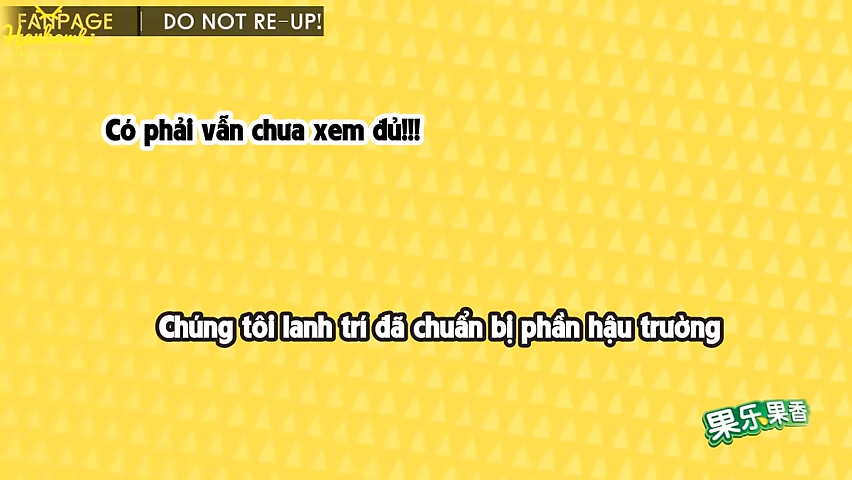 FANPAGE | DO NOT RE-UP!
Có phải vẫn chưa xem đủ!!!
Chúng tôi lanh trí đã chuẩn bị phần hậu trường
果乐果香